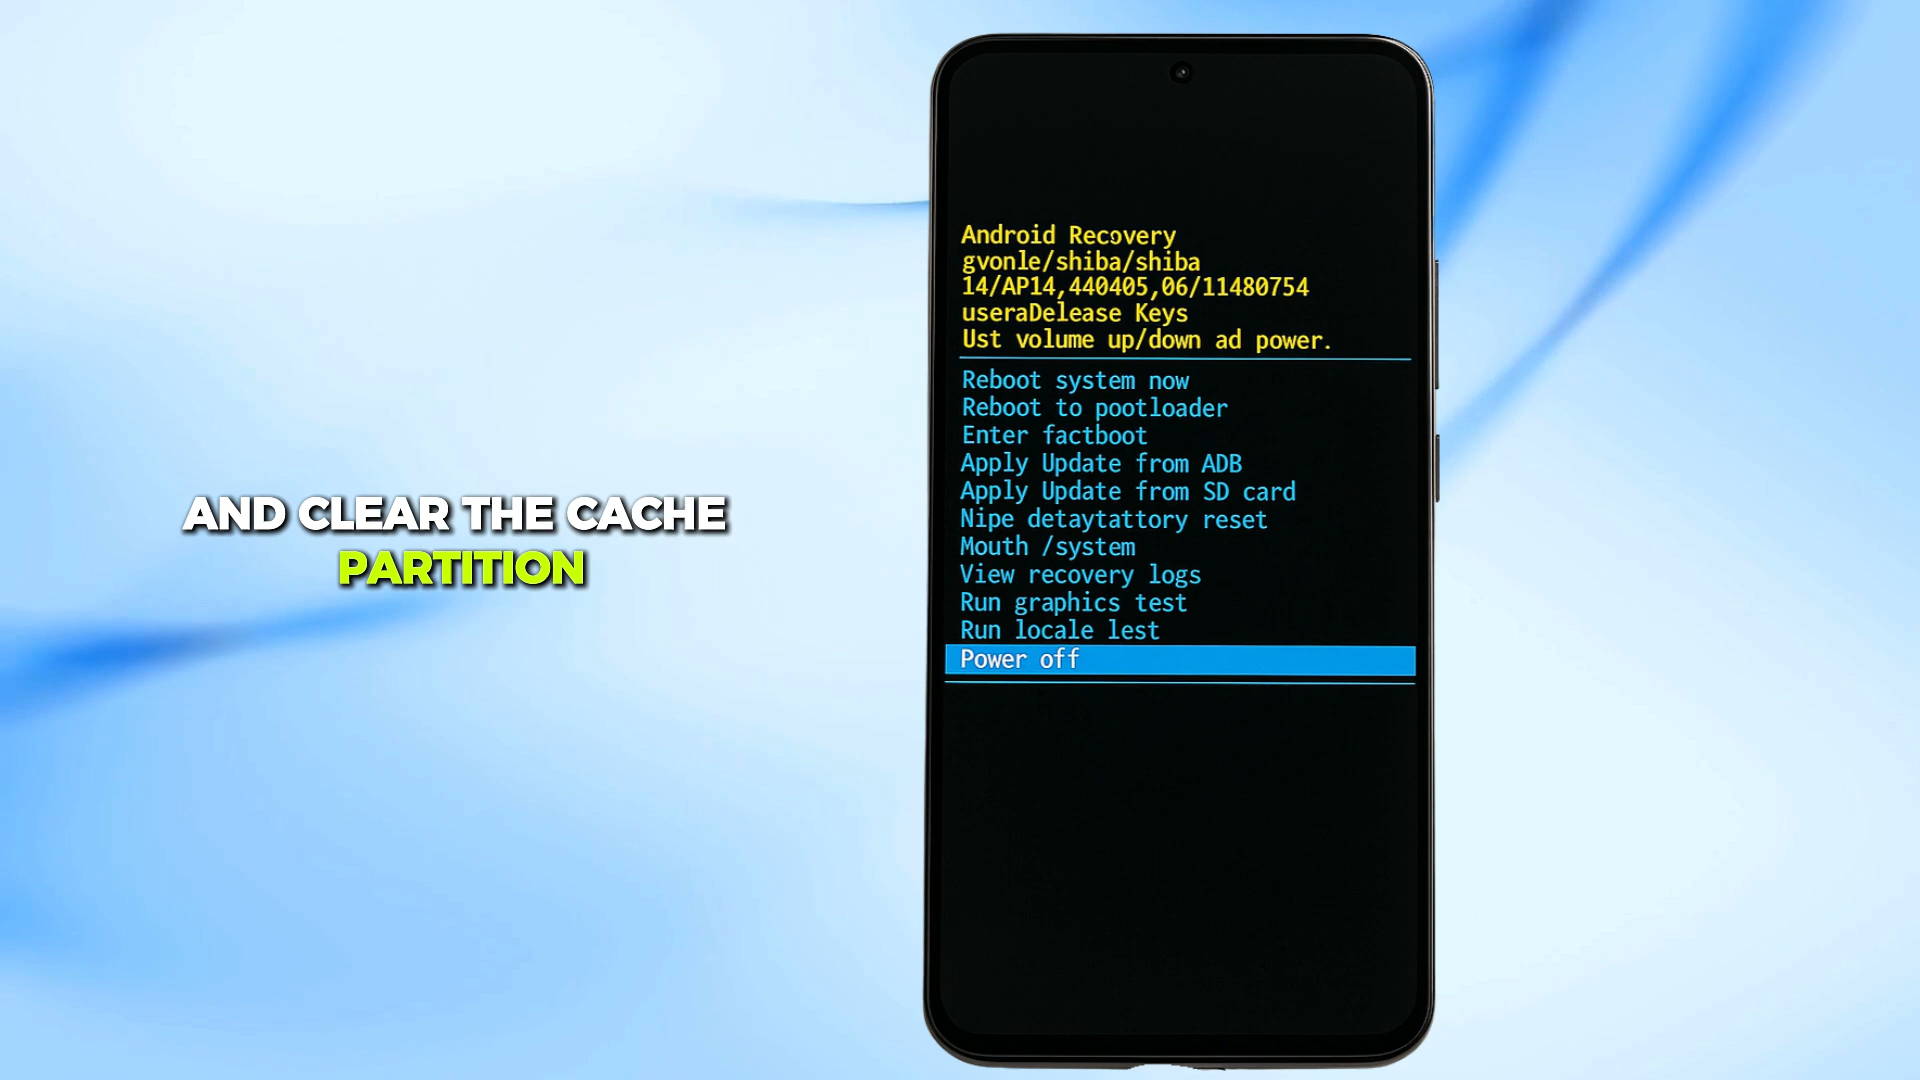 AND CLEAR THE CACHE
PARTITION
Android Recovery
gvonle/shiba/shiba
14/AP14,440405,06/11480754
useraDelease Keys
Ust volume up/down ad power.
Reboot system now
Reboot to pootloader
Enter factboot
Apply Update from ADB
Apply Update from SD card
Nipe detaytattory reset
Mouth /system
View recovery logs
Run graphics test
Run locale lest
Power off